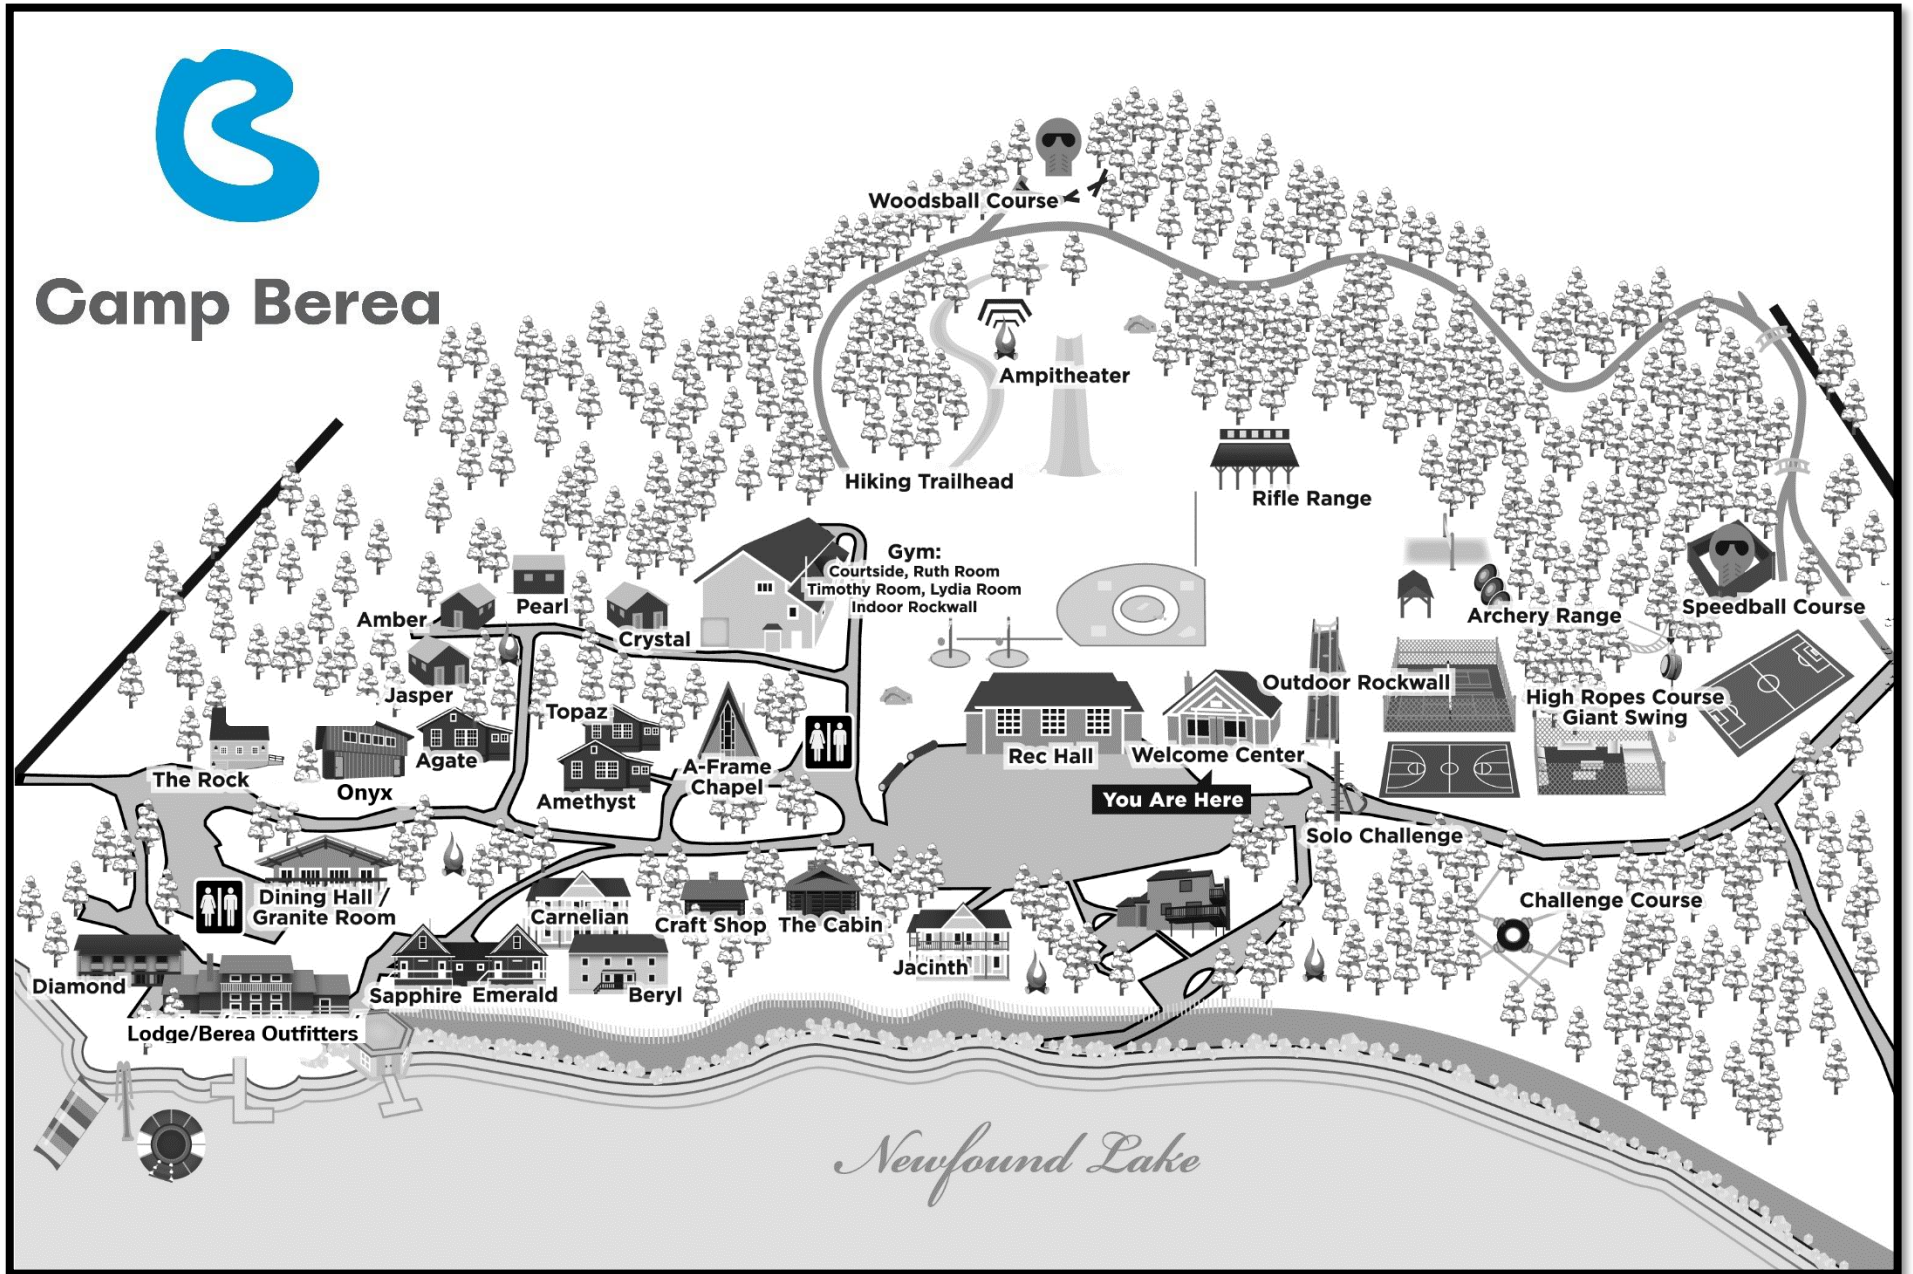 Camp Berea
Woodsball Course
Ampitheater
Hiking Trailhead
Rifle Range
Gym:
Courtside, Ruth Room
Timothy Room, Lydia Room
Indoor Rockwall
Pearl
Amber
Crystal
Jasper
Archery Range
Speedball Course
Topaz
Agate
Outdoor Rockwall
High Ropes Course
Giant Swing
A-Frame
Chapel
Rec Hall
Welcome Center
The Rock
Onyx
Amethyst
You Are Here
Solo Challenge
Dining Hall /
Granite Room
Carnelian
Craft Shop
The Cabin
Challenge Course
Jacinth
Diamond
Sapphire
Emerald
Beryl
Lodge/Berea Outfitters
Newfound Lake